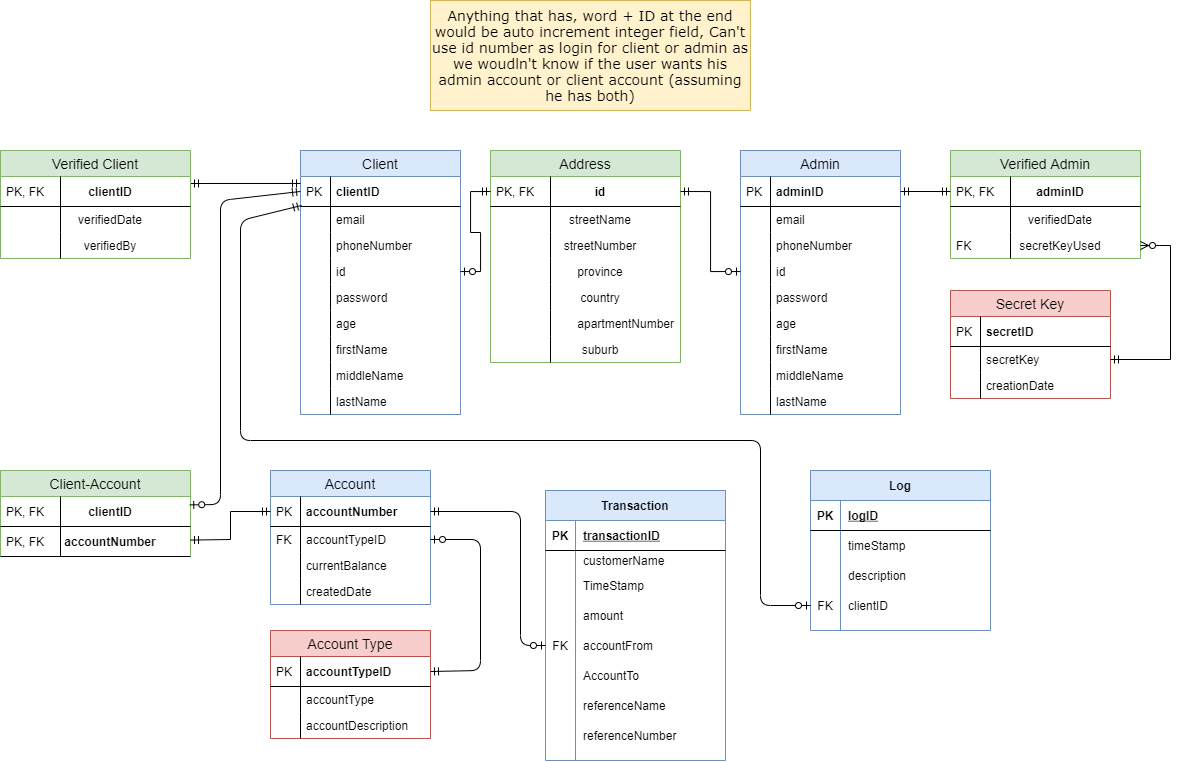 Anything that has, word + ID at the end
would be auto increment integer field, Can't
use id number as login for client or admin as
we woudln't know if the user wants his
admin account or client account (assuming
he has both)
Verified Client
PK, FK clientID
verifiedDate
verifiedBy
Client
PK clientID
email
phoneNumber
id
password
age
firstName
middleName
lastName
Address
PK, FK id
streetName
streetNumber
province
country
apartmentNumber
suburb
Admin
PK adminID
email
phoneNumber
id
password
age
firstName
middleName
lastName
Verified Admin
PK, FK adminID
verifiedDate
FK secretKeyUsed
Secret Key
PK secretID
secretKey
creationDate
Client-Account
PK, FK clientID
PK, FK accountNumber
Account
PK accountNumber
FK accountTypeID
currentBalance
createdDate
Account Type
PK accountTypeID
accountType
accountDescription
Transaction
PK transactionID
customerName
TimeStamp
amount
FK accountFrom
AccountTo
referenceName
referenceNumber
Log
PK logID
timeStamp
description
FK clientID